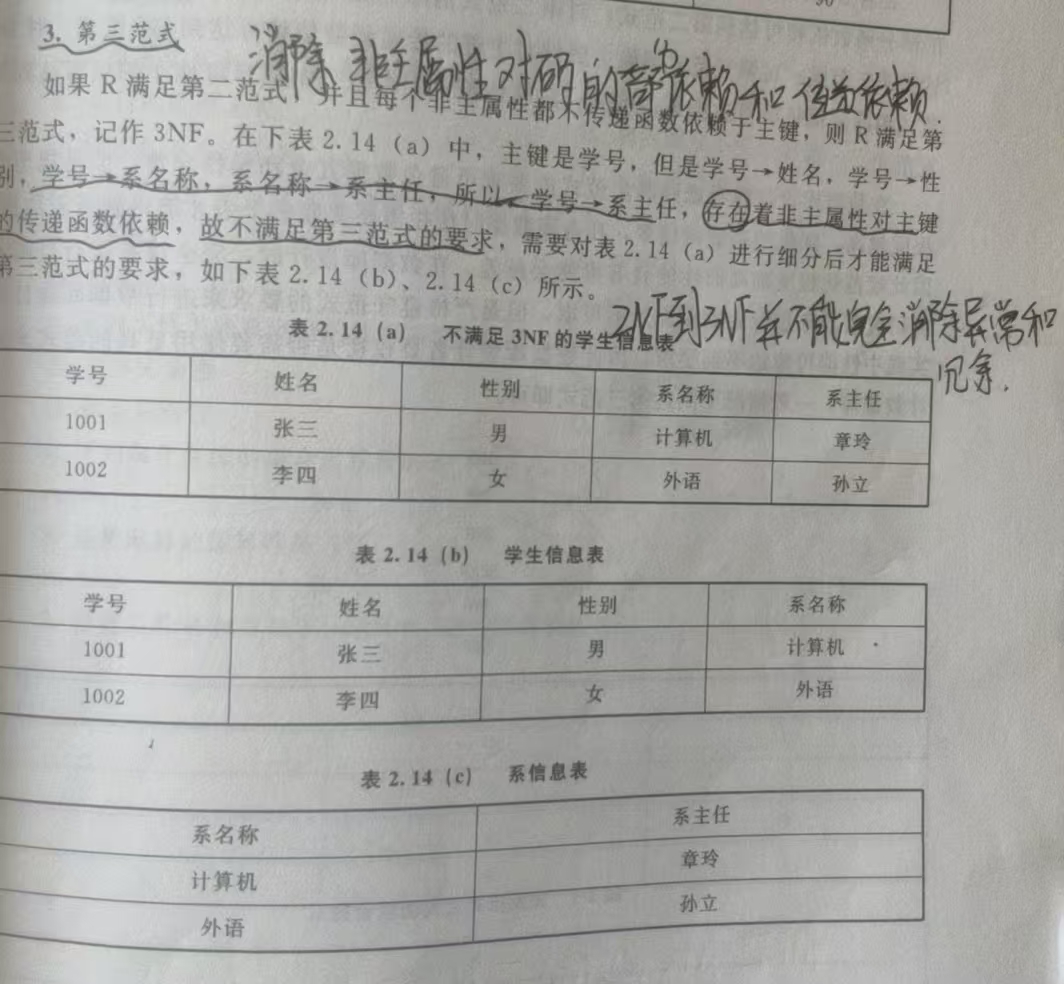 3. 第三范式
消除非主属性对码的部分依赖和传递依赖.
如果 R 满足第二范式，并且每个非主属性都不传递函数依赖于主键，则 R 满足第
三范式，记作 3NF。在下表 2.14（a）中，主键是学号，但是学号→姓名，学号→性
别，学号→系名称，系名称→系主任，所以，学号→系主任，存在着非主属性对主键
的传递函数依赖，故不满足第三范式的要求，需要对表 2.14（a）进行细分后才能满足
第三范式的要求，如下表 2.14（b）、2.14（c）所示。
2NF到3NF并不能完全消除异常和
冗余.
表 2.14（a） 不满足 3NF 的学生信息表
学号 姓名 性别 系名称 系主任
1001 张三 男 计算机 章玲
1002 李四 女 外语 孙立
表 2.14（b） 学生信息表
学号 姓名 性别 系名称
1001 张三 男 计算机
1002 李四 女 外语
表 2.14（c） 系信息表
系名称 系主任
计算机 章玲
外语 孙立